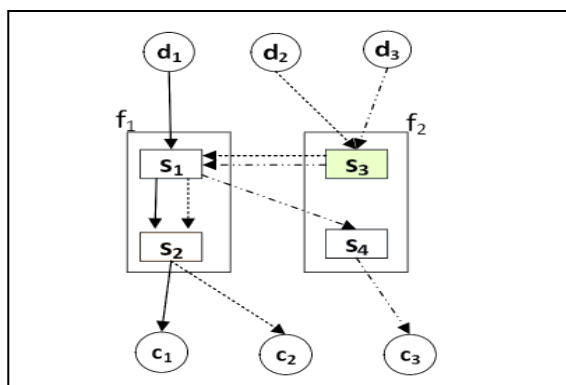 d₁ d₂ d₃
f₁ f₂
s₁ s₃
s₂ s₄
c₁ c₂ c₃